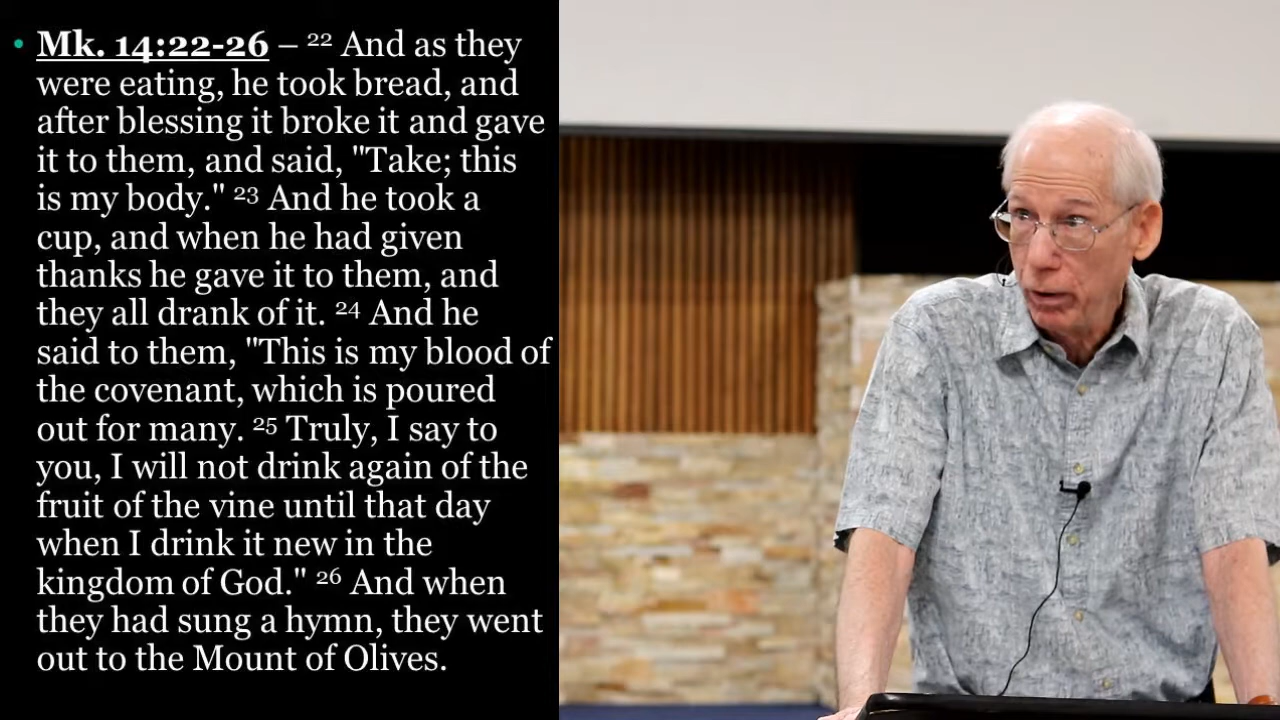 • Mk. 14:22-26 – 22 And as they
were eating, he took bread, and
after blessing it broke it and gave
it to them, and said, "Take; this
is my body." 23 And he took a
cup, and when he had given
thanks he gave it to them, and
they all drank of it. 24 And he
said to them, "This is my blood of
the covenant, which is poured
out for many. 25 Truly, I say to
you, I will not drink again of the
fruit of the vine until that day
when I drink it new in the
kingdom of God." 26 And when
they had sung a hymn, they went
out to the Mount of Olives.